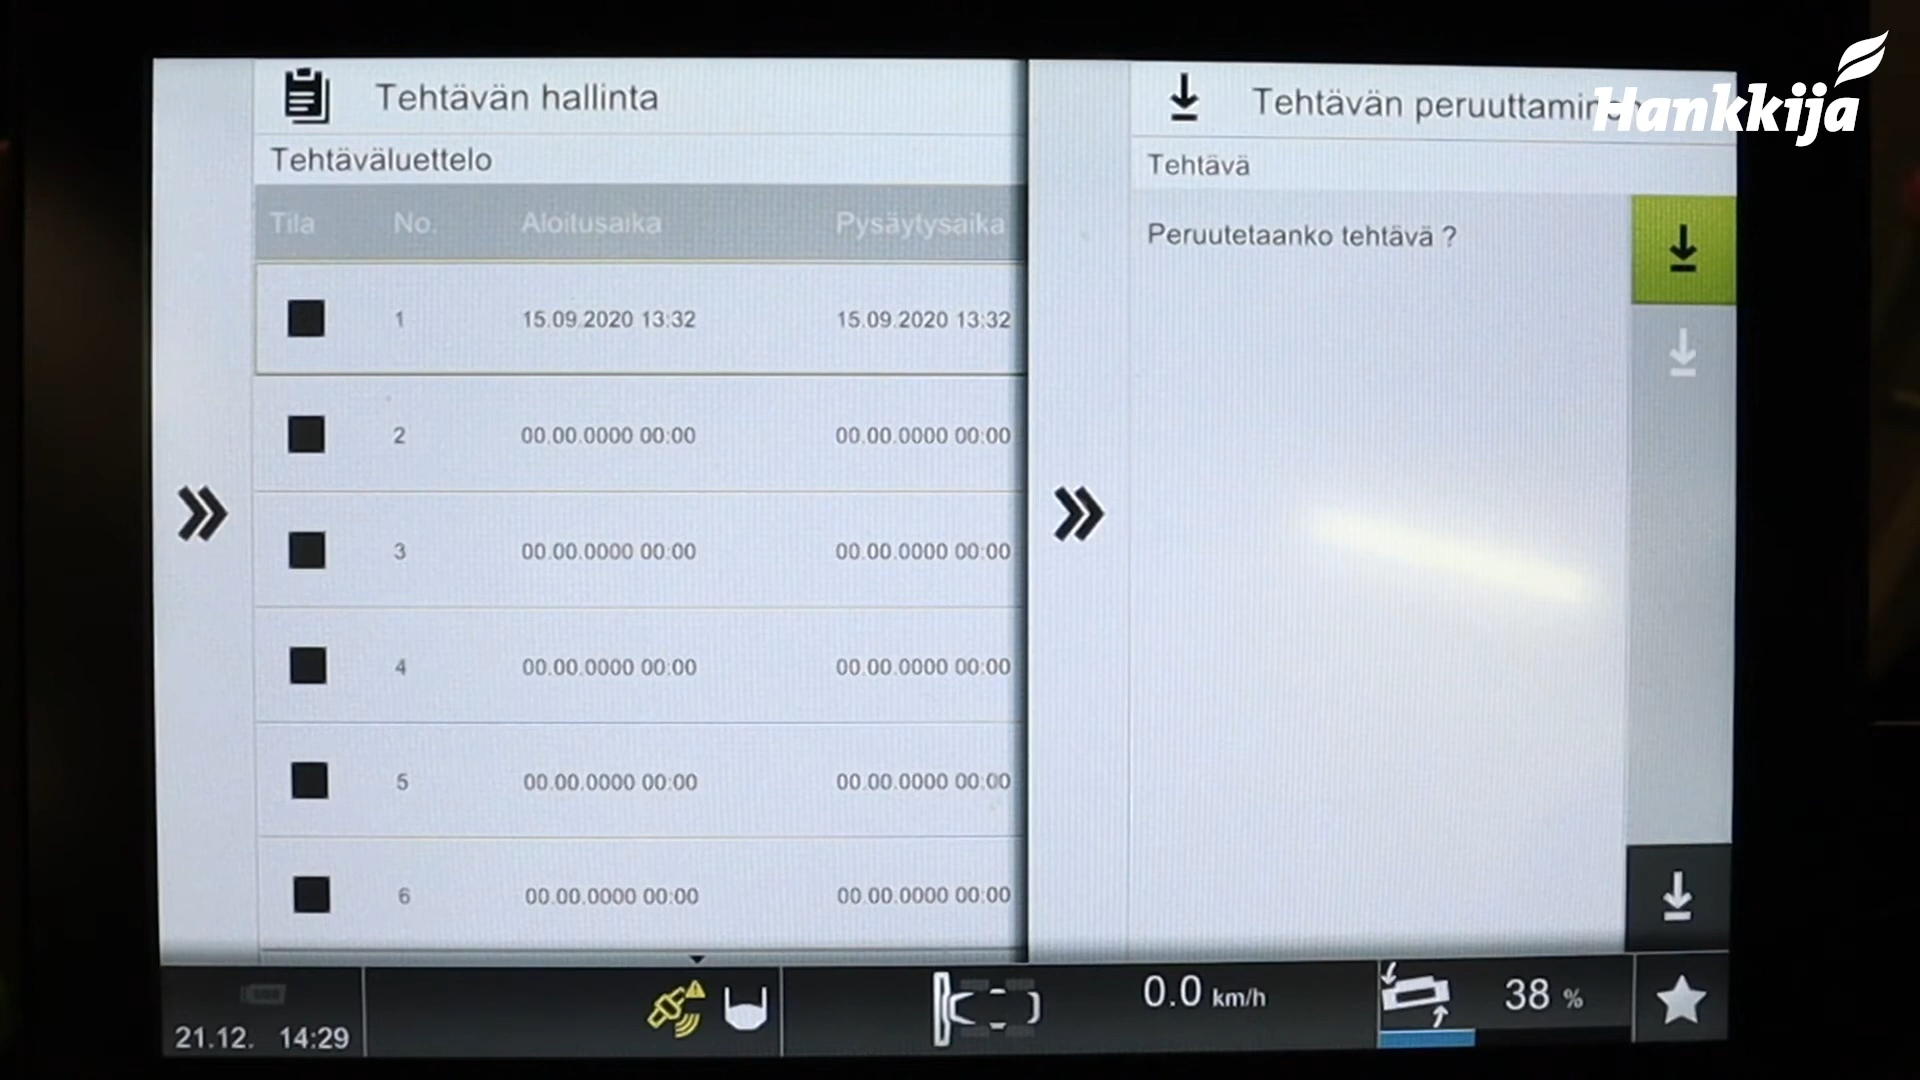 Hankkija
Tehtävän hallinta
Tehtäväluettelo
Tila No. Aloitusaika Pysäytysaika
1 15.09.2020 13:32 15.09.2020 13:32
2 00.00.0000 00:00 00.00.0000 00:00
3 00.00.0000 00:00 00.00.0000 00:00
4 00.00.0000 00:00 00.00.0000 00:00
5 00.00.0000 00:00 00.00.0000 00:00
6 00.00.0000 00:00 00.00.0000 00:00
Tehtävän peruuttaminen
Tehtävä
Peruutetaanko tehtävä ?
21.12. 14:29
0.0 km/h
38 %